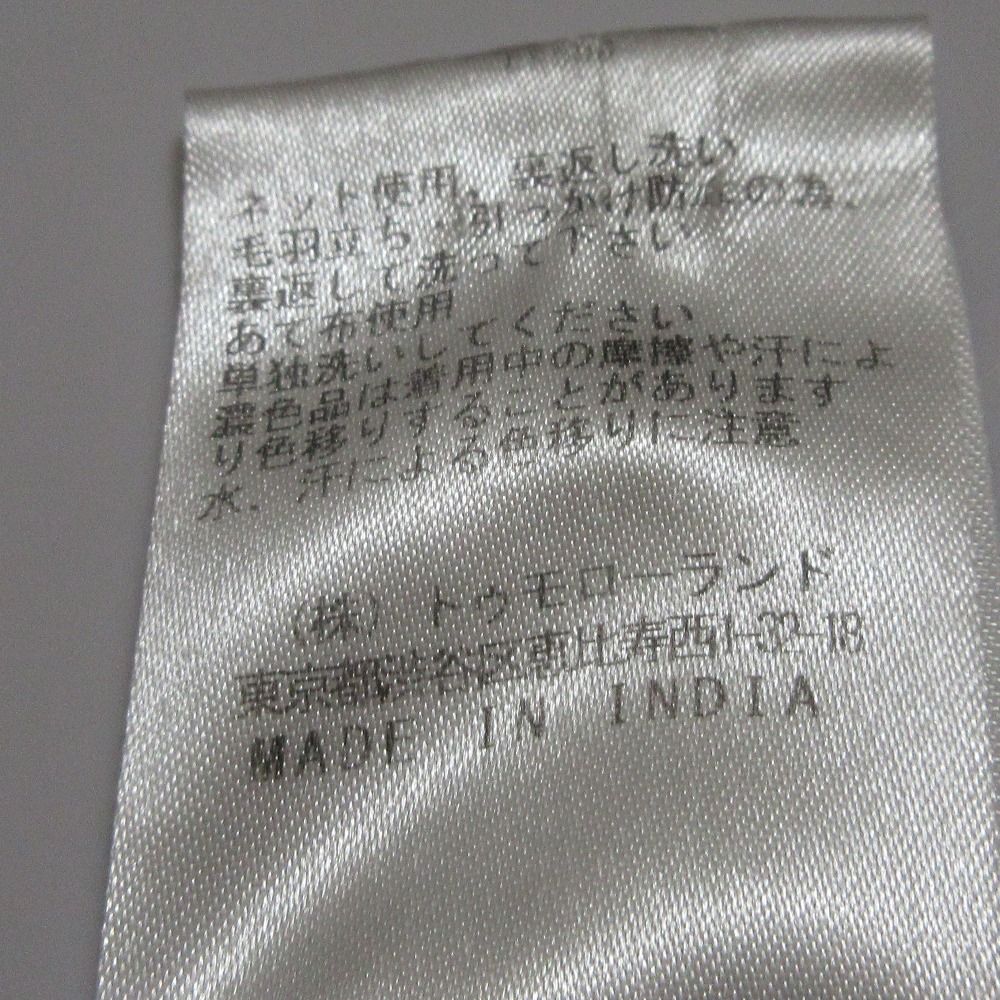 ネット使用、裏返し洗い
毛羽立ち、引っかけ防止の為、
裏返して洗って下さい
あて布使用
単独洗いしてください
濃色品は着用中の摩擦や汗によ
り色移りすることがあります
水、汗による色移りに注意
(株)トゥモローランド
東京都渋谷区恵比寿西1-32-18
MADE IN INDIA